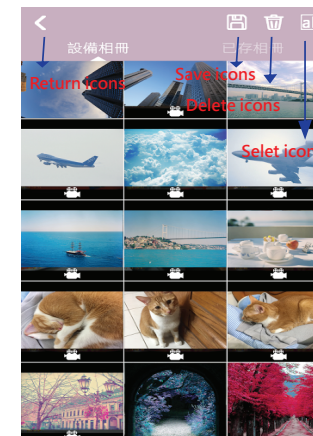 設備相冊 已存相冊
Return icons Save icons
Delete icons
Selet icon